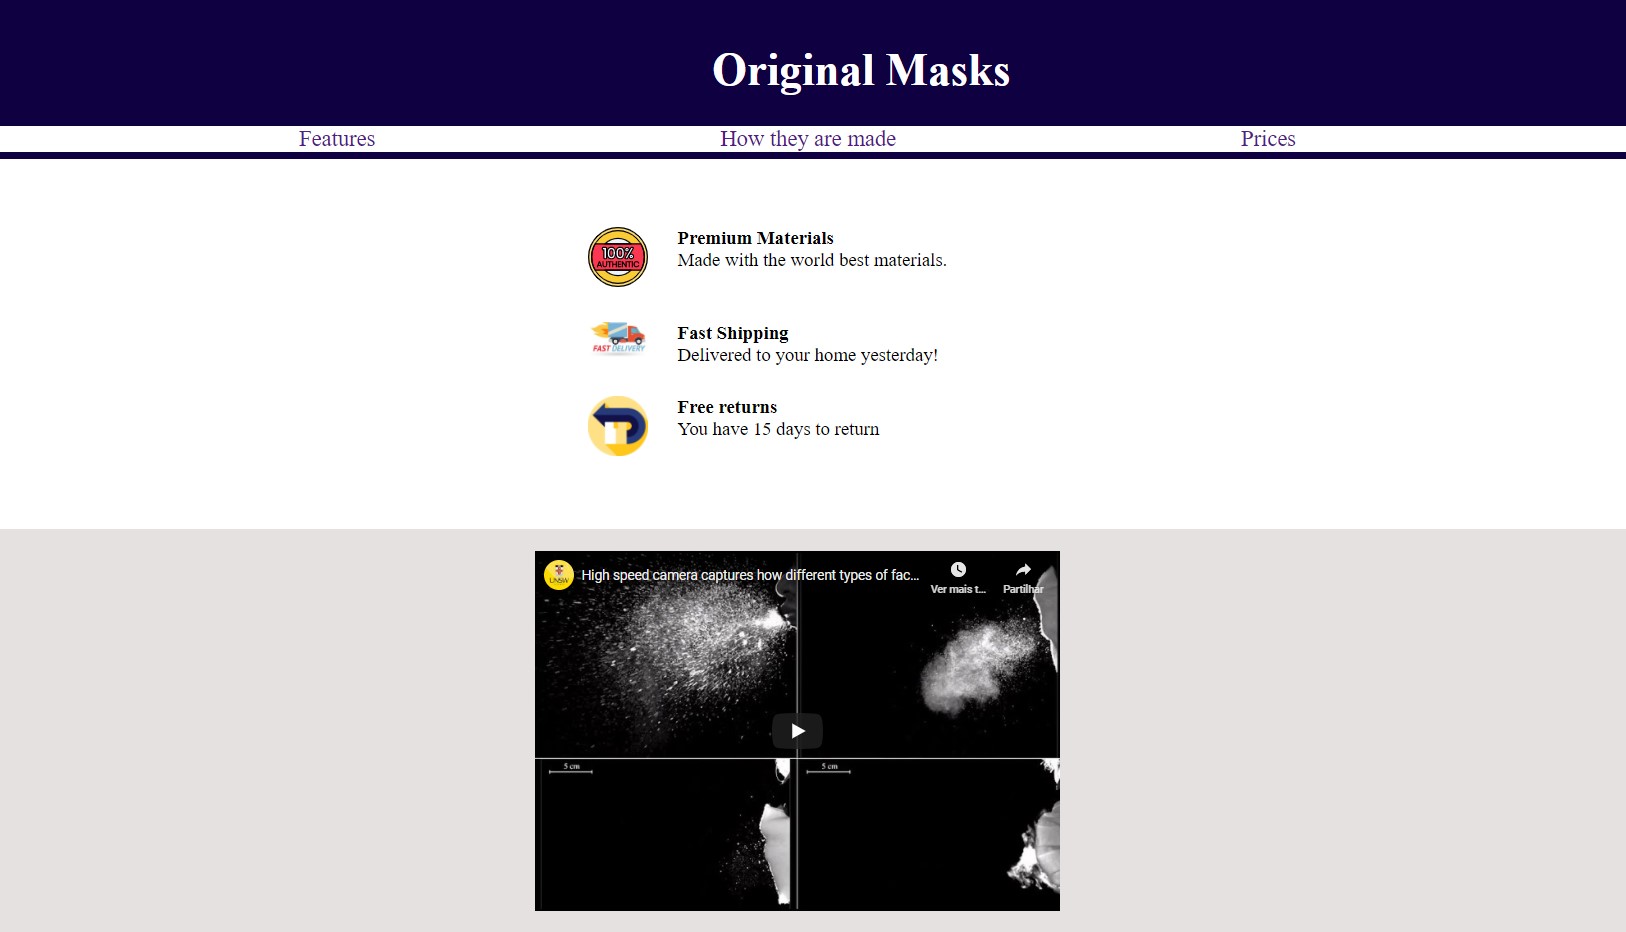 Original Masks
Features
How they are made
Prices
100%
AUTHENTIC
Premium Materials
Made with the world best materials.
FAST DELIVERY
Fast Shipping
Delivered to your home yesterday!
Free returns
You have 15 days to return
UNSW
High speed camera captures how different types of fac...
Ver mais t...
Partilhar
5 cm
5 cm